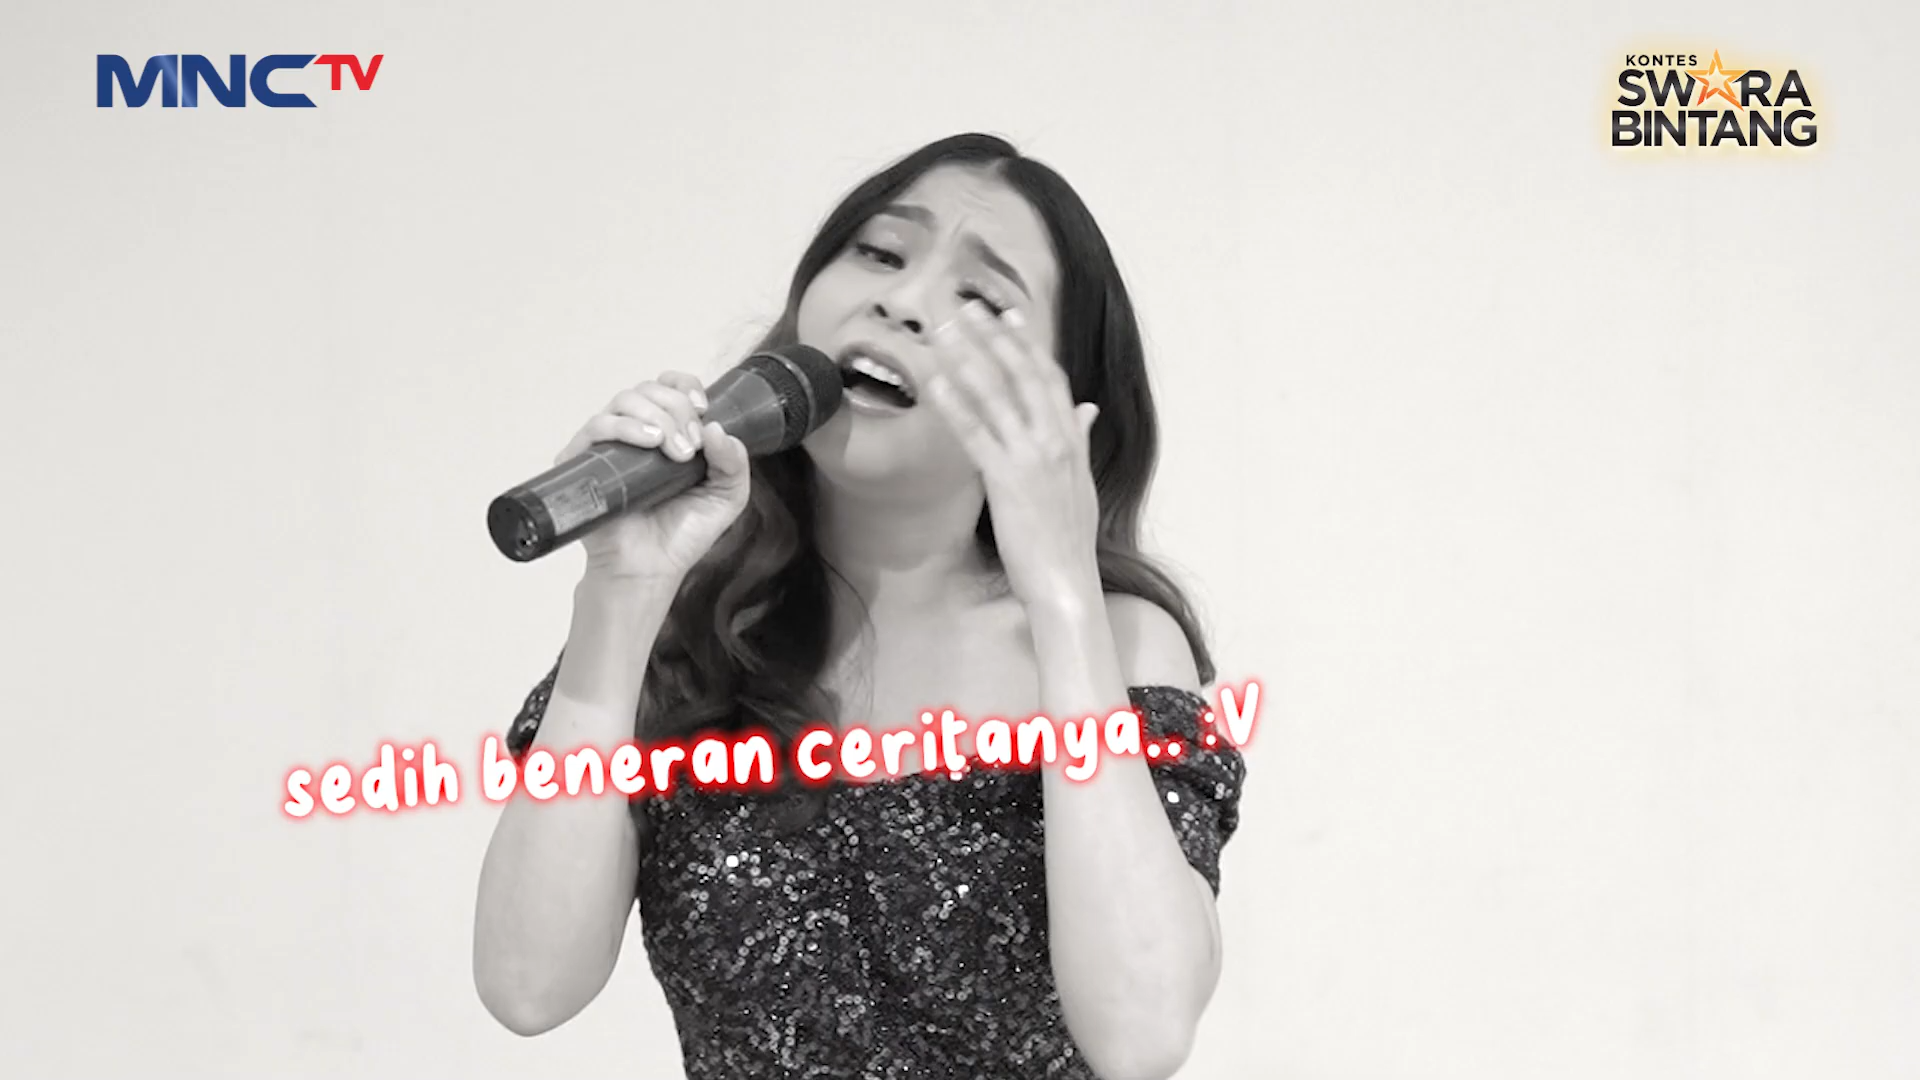 MNCTV
KONTES
SWARA
BINTANG
sedih beneran ceritanya.. :V